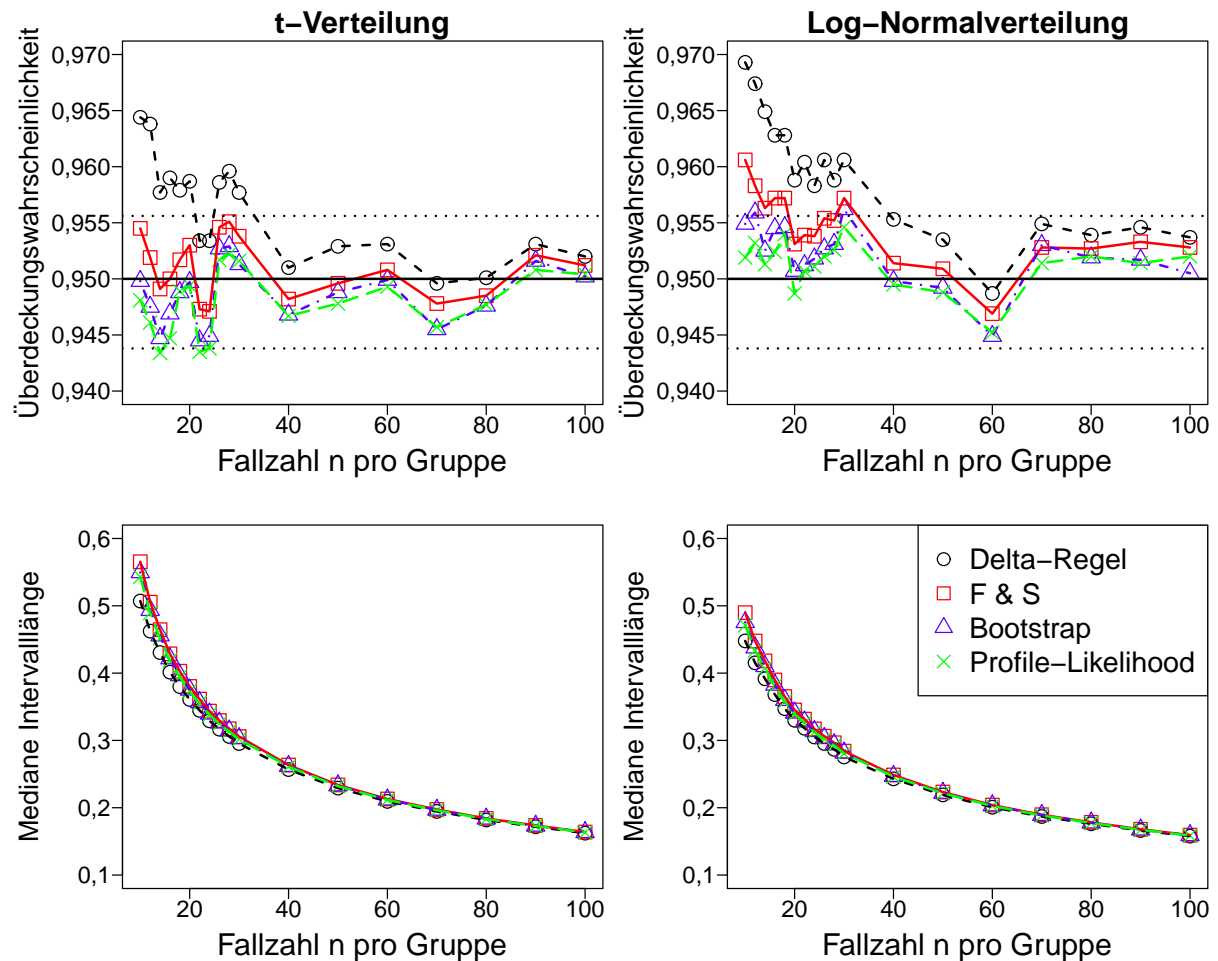 t−Verteilung
Überdeckungswahrscheinlichkeit
0,970
0,965
0,960
0,955
0,950
0,945
0,940
20 40 60 80 100
Fallzahl n pro Gruppe
Log−Normalverteilung
Überdeckungswahrscheinlichkeit
0,970
0,965
0,960
0,955
0,950
0,945
0,940
20 40 60 80 100
Fallzahl n pro Gruppe
Mediane Intervalllänge
0,6
0,5
0,4
0,3
0,2
0,1
20 40 60 80 100
Fallzahl n pro Gruppe
Mediane Intervalllänge
0,6
0,5
0,4
0,3
0,2
0,1
20 40 60 80 100
Fallzahl n pro Gruppe
Delta−Regel
F & S
Bootstrap
Profile−Likelihood